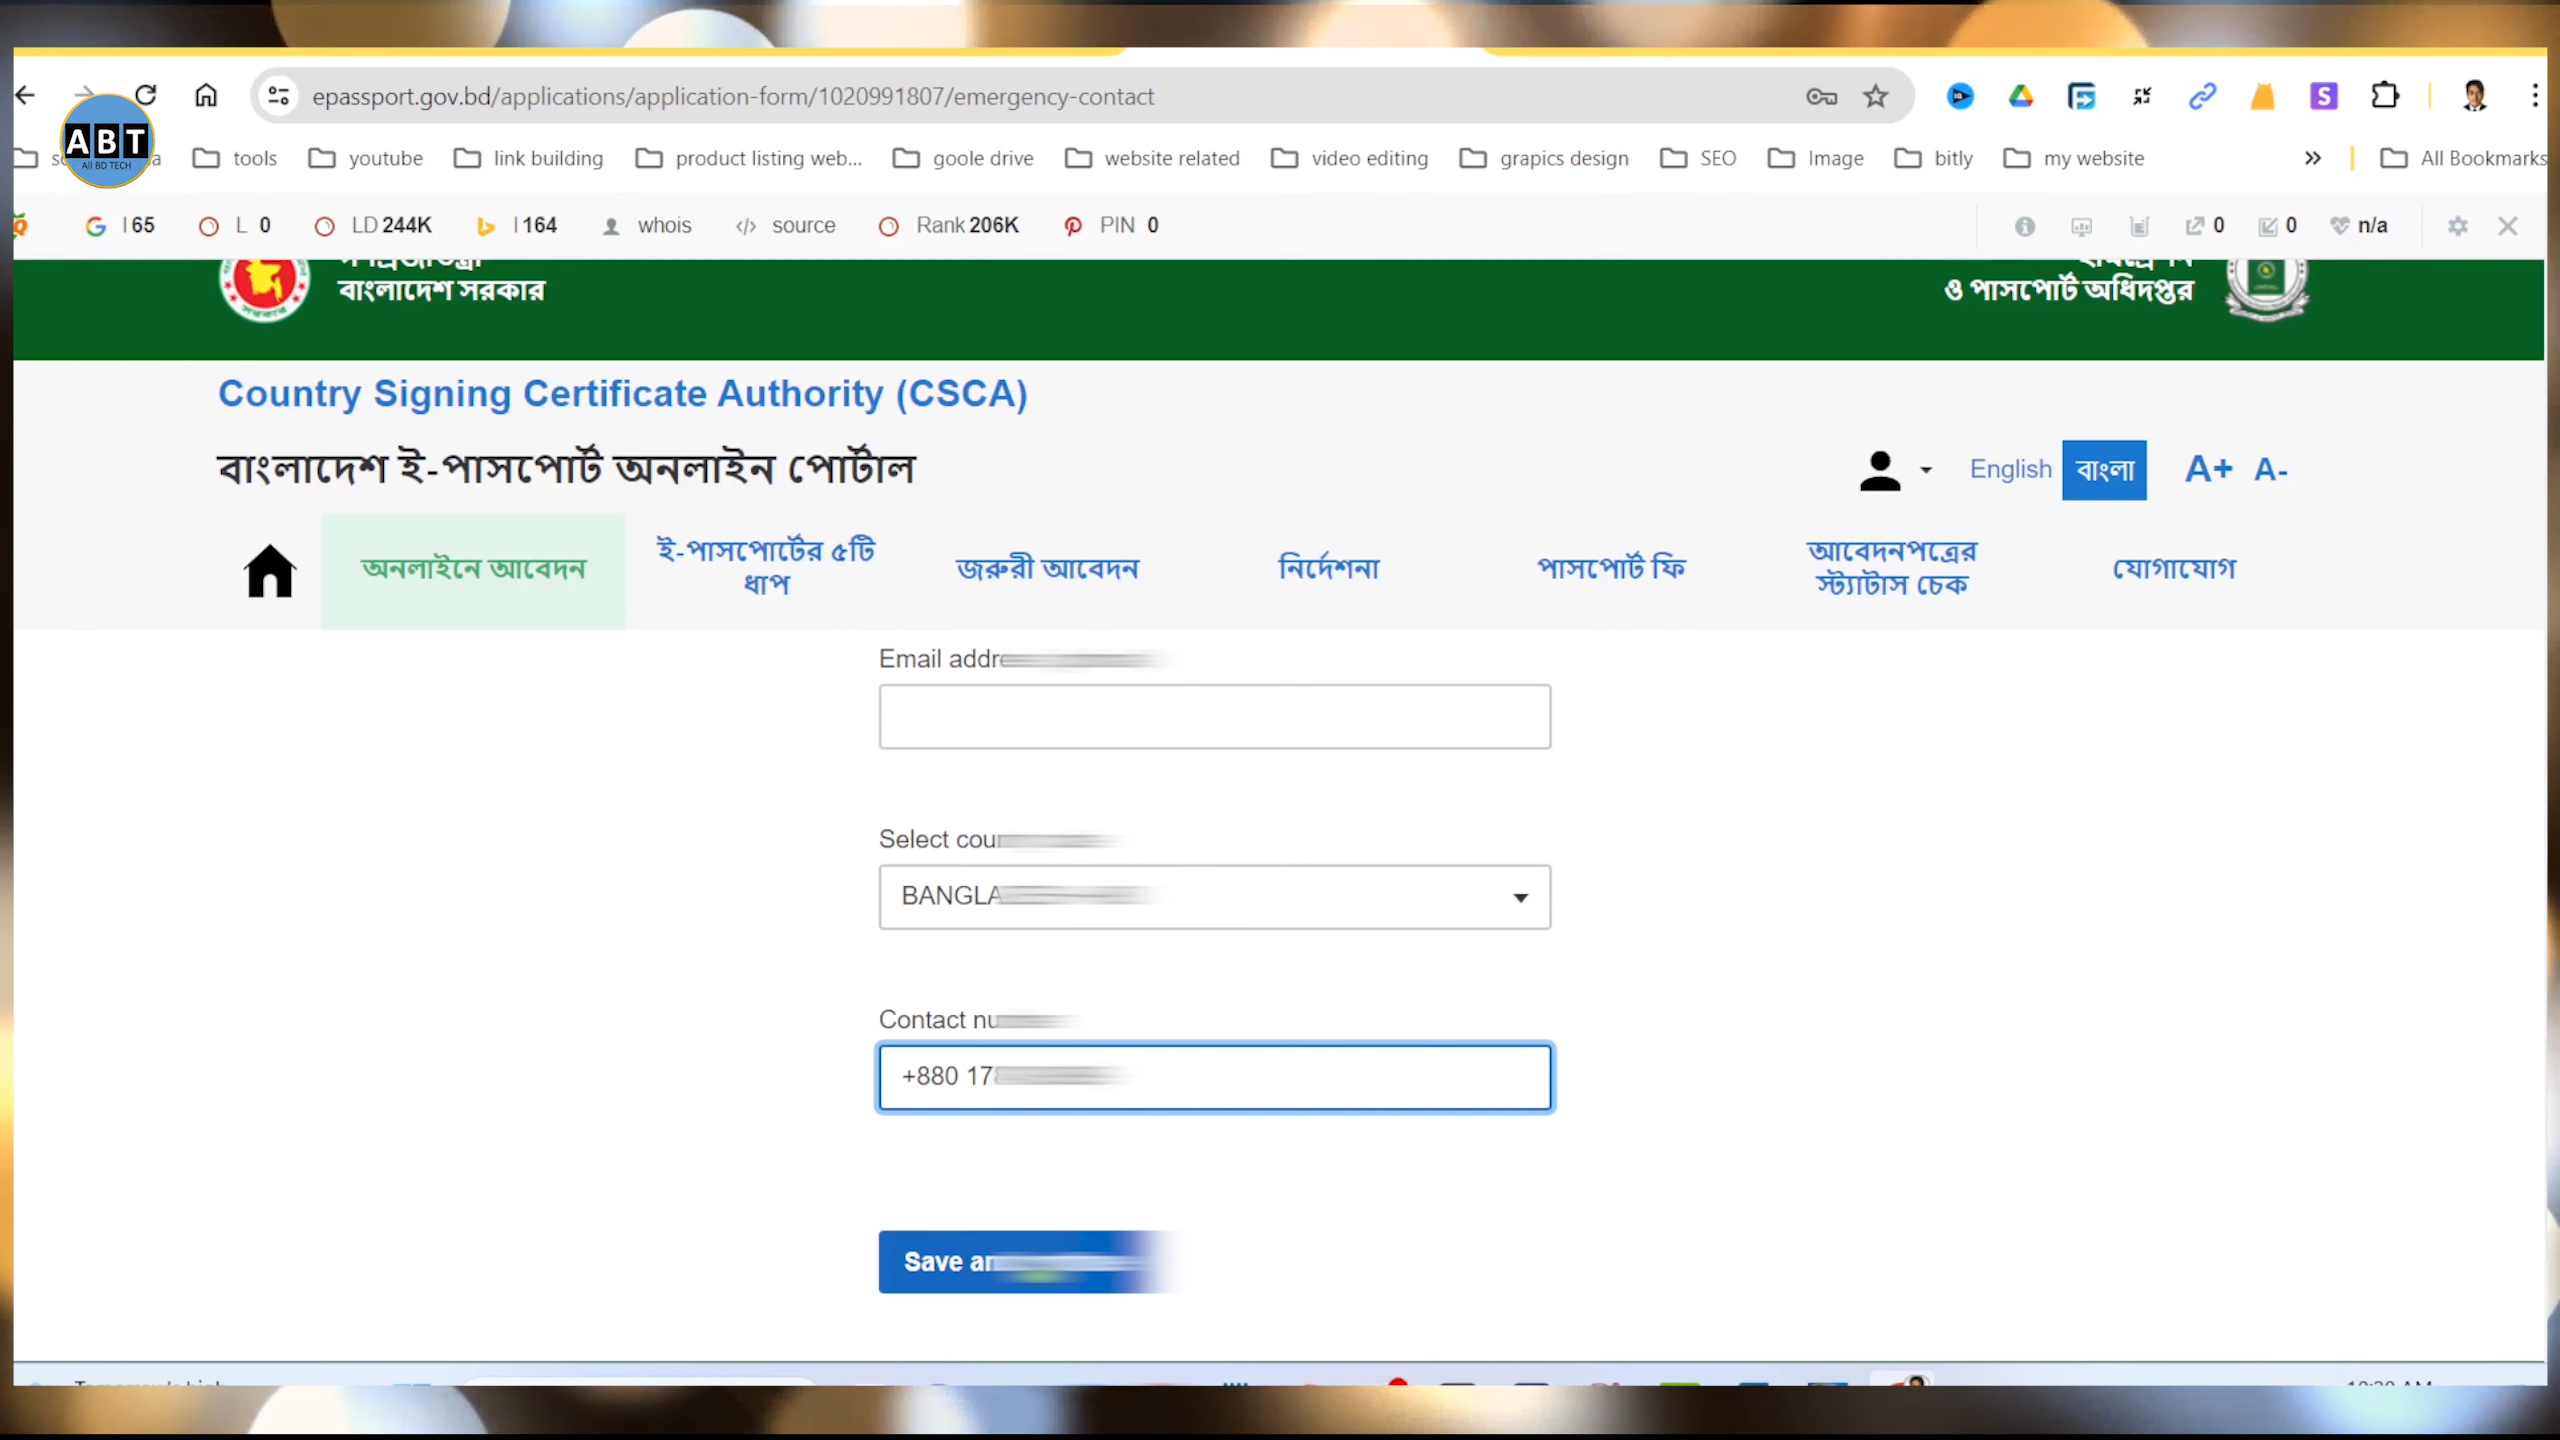 epassport.gov.bd/applications/application-form/1020991807/emergency-contact
ABT
All BD TECH
tools
youtube
link building
product listing web...
goole drive
website related
video editing
grapics design
SEO
Image
bitly
my website
»
All Bookmarks
I 65
L 0
LD 244K
I 164
whois
source
Rank 206K
PIN 0
0
0
n/a
বাংলাদেশ সরকার
ও পাসপোর্ট অধিদপ্তর
Country Signing Certificate Authority (CSCA)
বাংলাদেশ ই-পাসপোর্ট অনলাইন পোর্টাল
English
বাংলা
A+ A-
অনলাইনে আবেদন
ই-পাসপোর্টের ৫টি
ধাপ
জরুরী আবেদন
নির্দেশনা
পাসপোর্ট ফি
আবেদনপত্রের
স্ট্যাটাস চেক
যোগাযোগ
Email addr
Select cou
BANGLA
Contact nu
+880 17
Save an